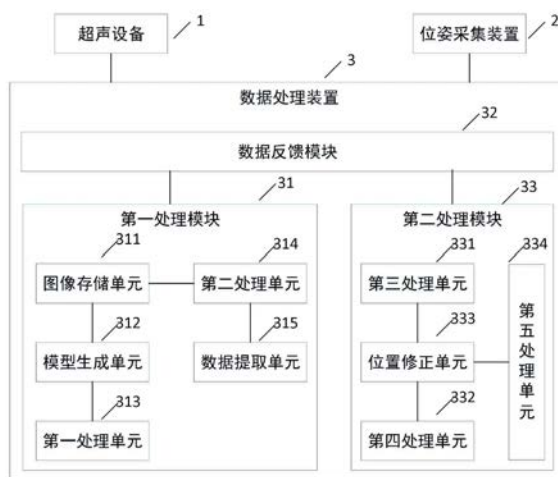 超声设备
1
位姿采集装置
2
3
数据处理装置
32
数据反馈模块
31
第一处理模块
33
第二处理模块
311
图像存储单元
314
第二处理单元
312
模型生成单元
315
数据提取单元
313
第一处理单元
331
第三处理单元
334
第五处理单元
333
位置修正单元
332
第四处理单元